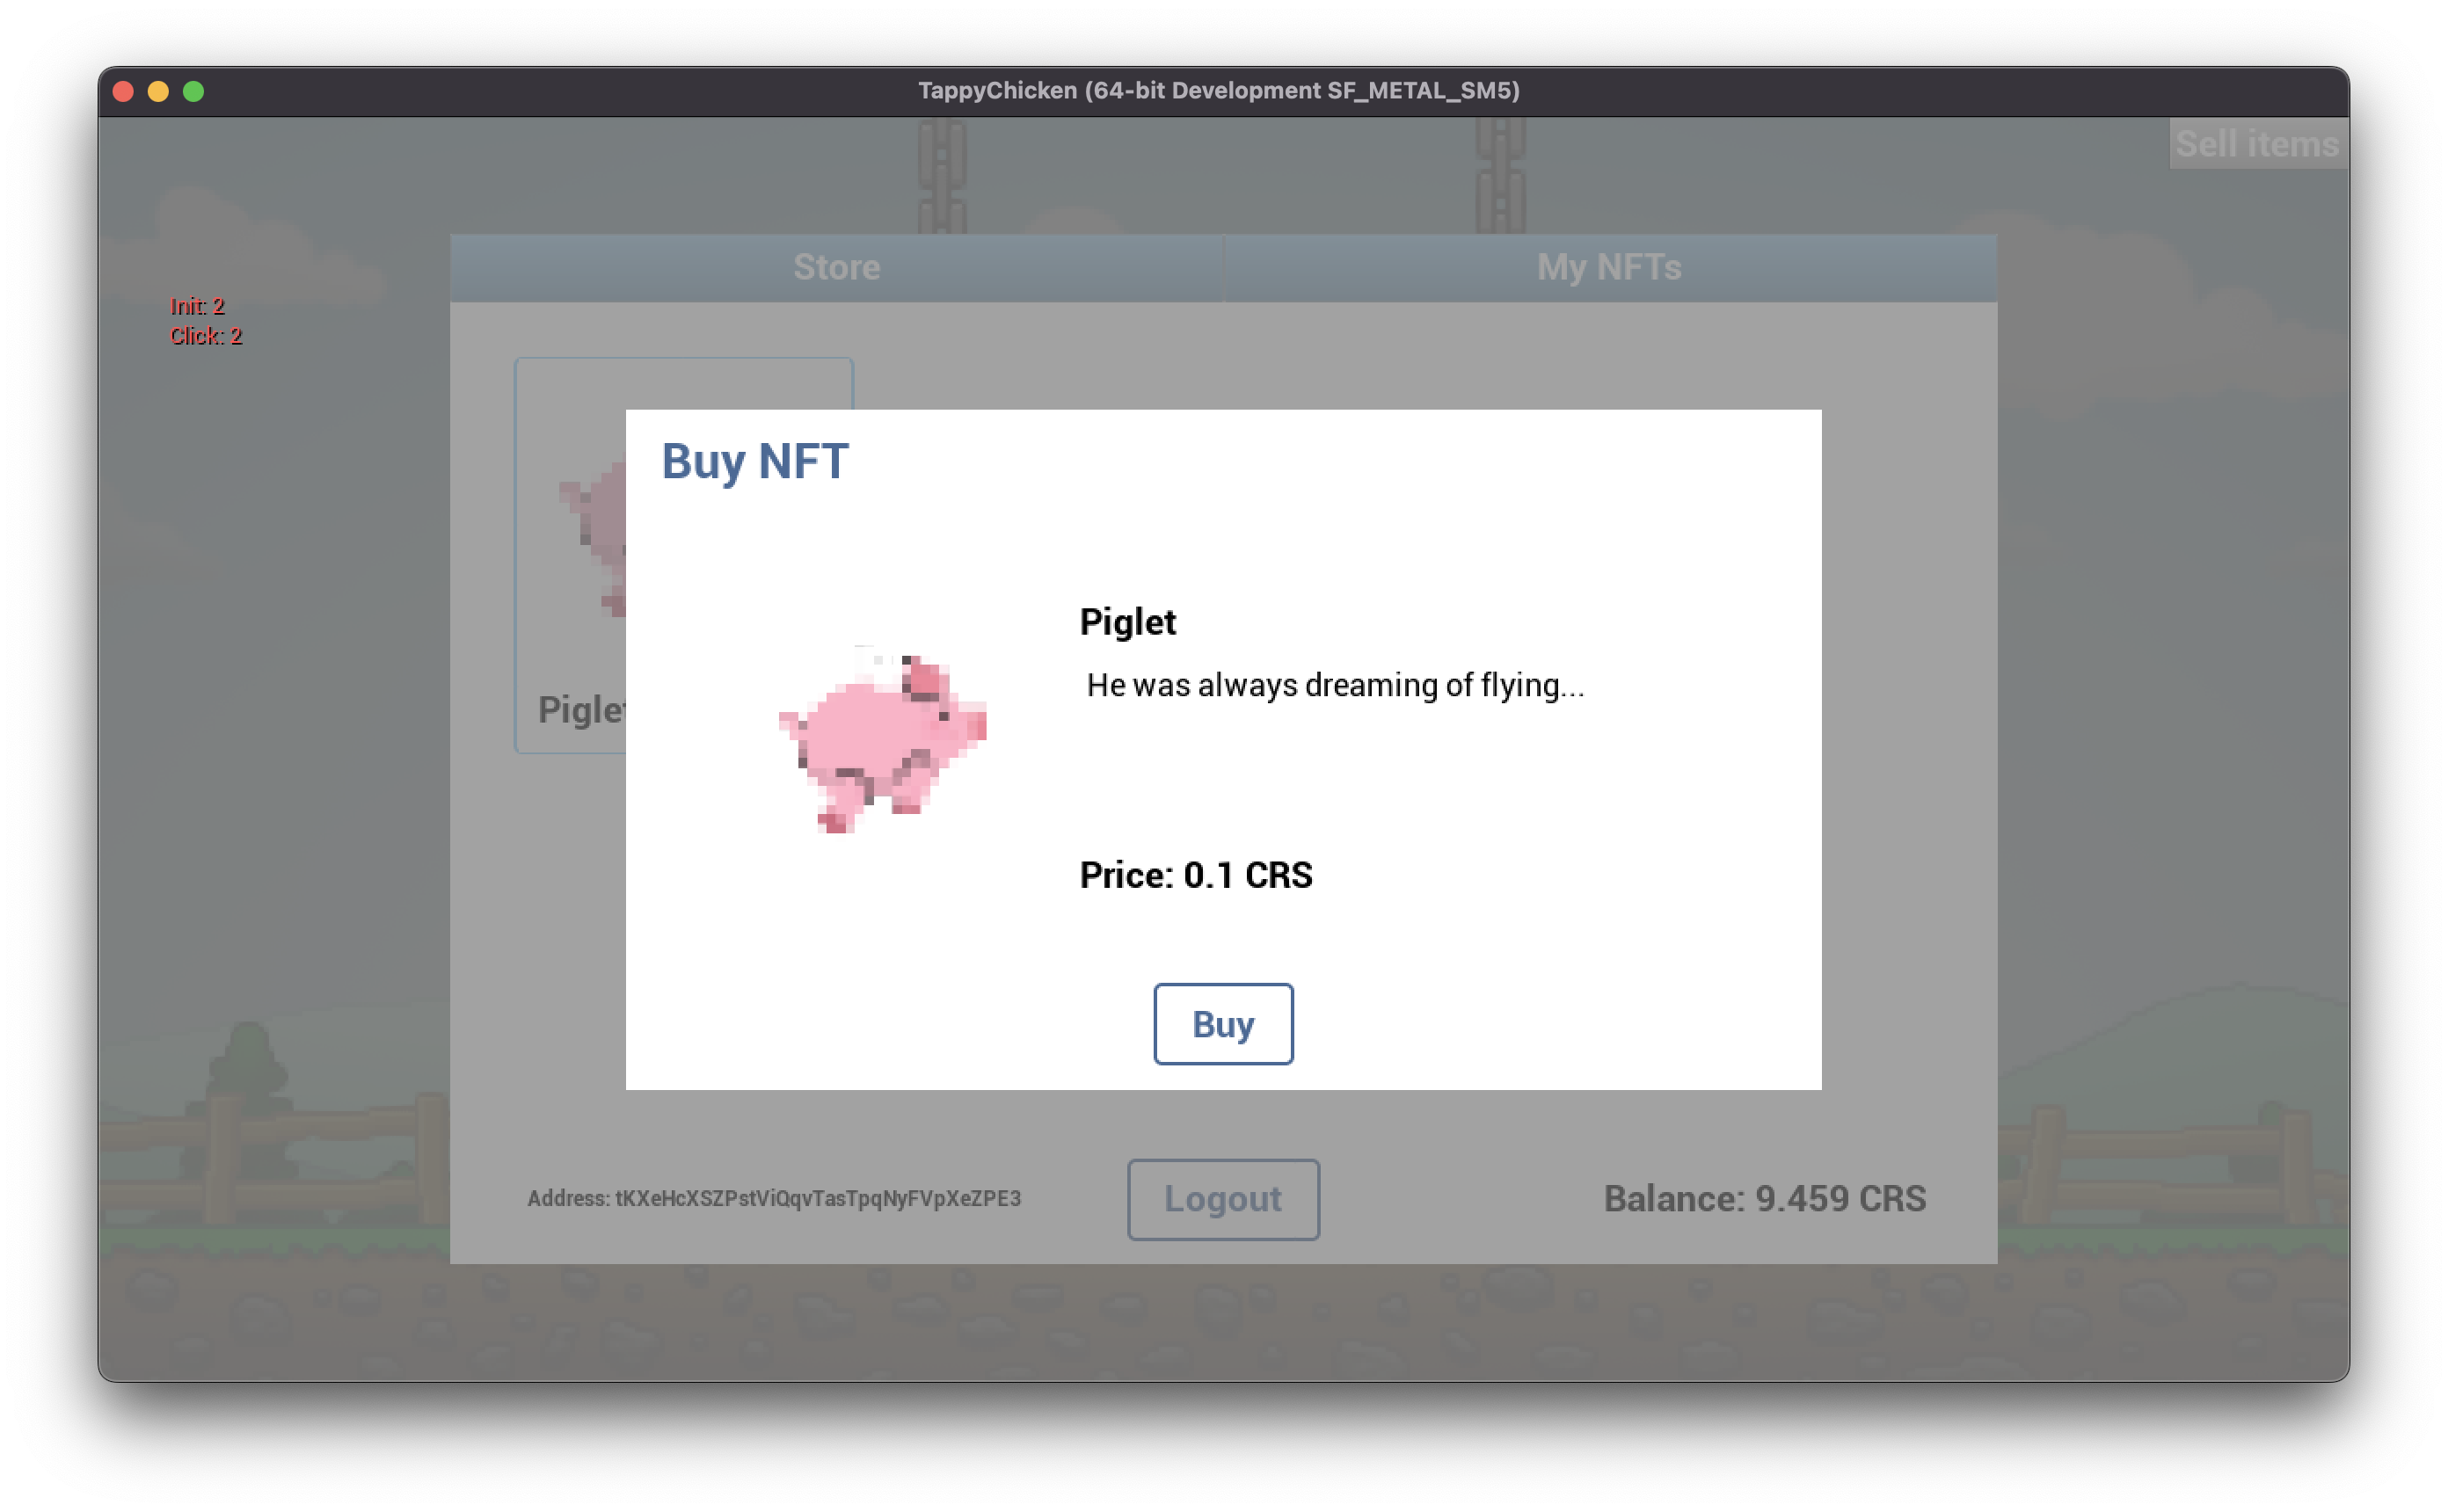 TappyChicken (64-bit Development SF_METAL_SM5)
Sell items
Store
My NFTs
Init: 2
Click: 2
Buy NFT
Piglet
He was always dreaming of flying...
Piglet
Price: 0.1 CRS
Buy
Address: tKXeHcXSZPstViQqvTasTpqNyFVpXeZPE3
Logout
Balance: 9.459 CRS